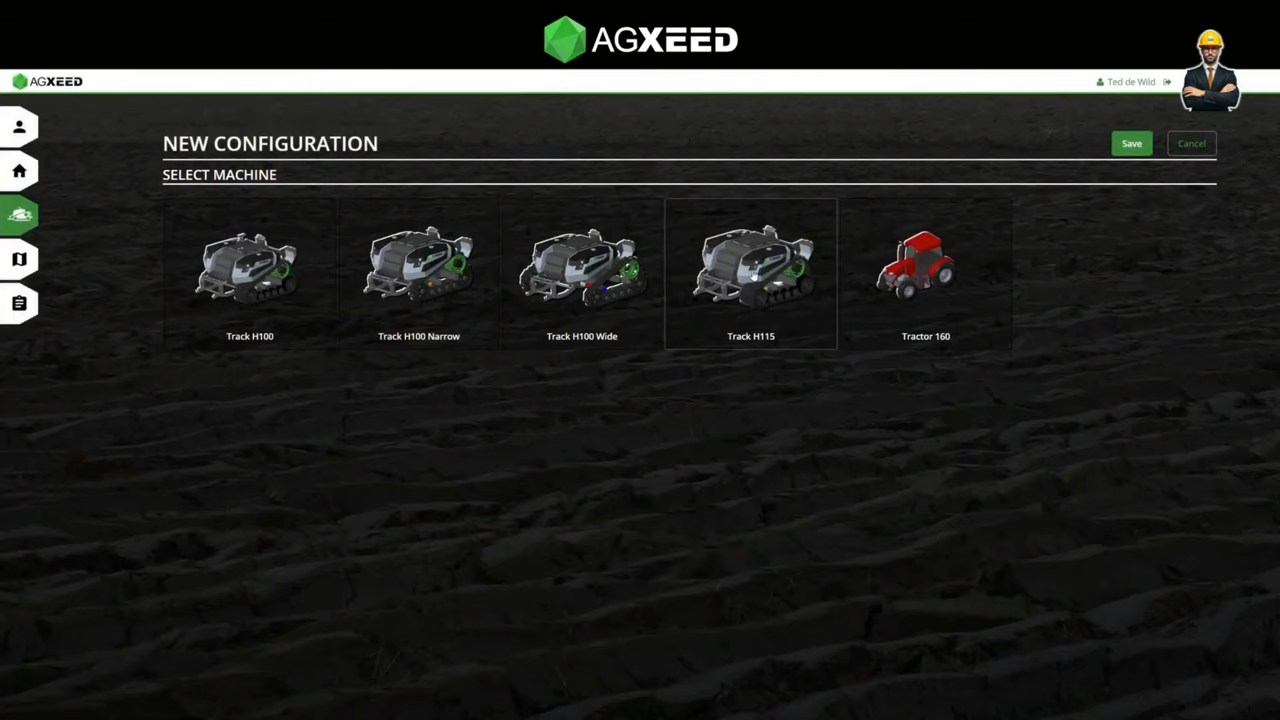 AGXEED
AGXEED
Ted de Wild
NEW CONFIGURATION
Save
Cancel
SELECT MACHINE
Track H100
Track H100 Narrow
Track H100 Wide
Track H115
Tractor 160